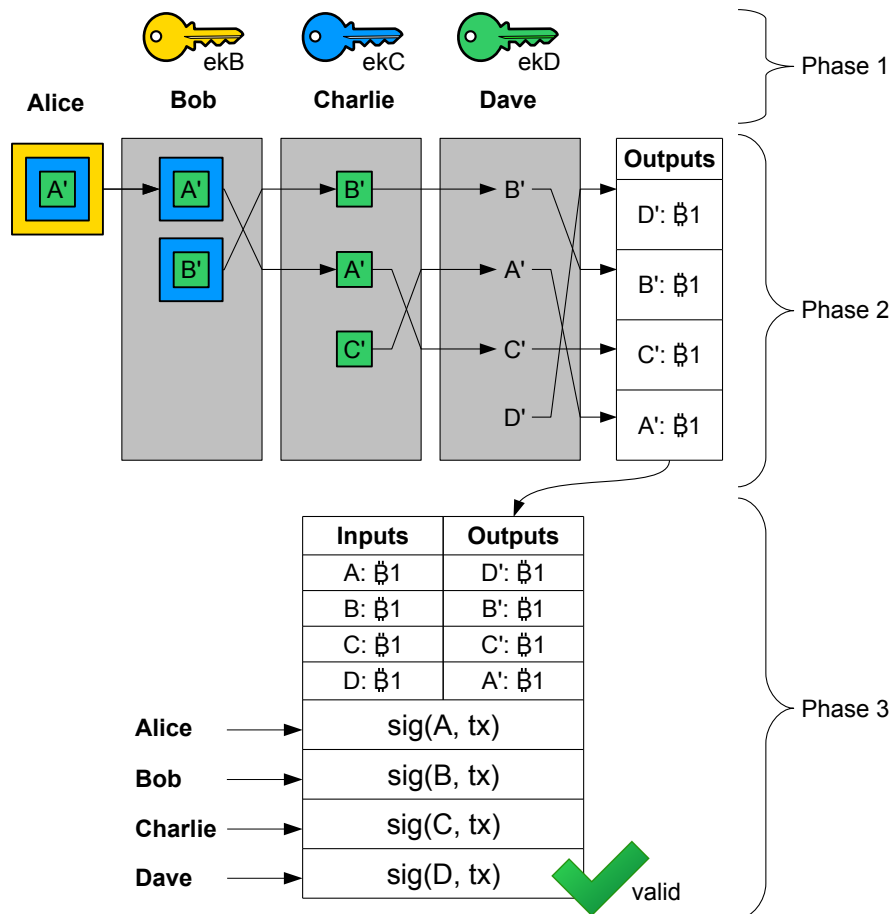 ekB
ekC
ekD
Phase 1
Alice
Bob
Charlie
Dave
A'
A'
B'
B'
A'
C'
B'
A'
C'
D'
Outputs
D': ₿1
B': ₿1
C': ₿1
A': ₿1
Phase 2
Inputs
Outputs
A: ₿1
D': ₿1
B: ₿1
B': ₿1
C: ₿1
C': ₿1
D: ₿1
A': ₿1
Alice
sig(A, tx)
Bob
sig(B, tx)
Charlie
sig(C, tx)
Dave
sig(D, tx)
valid
Phase 3